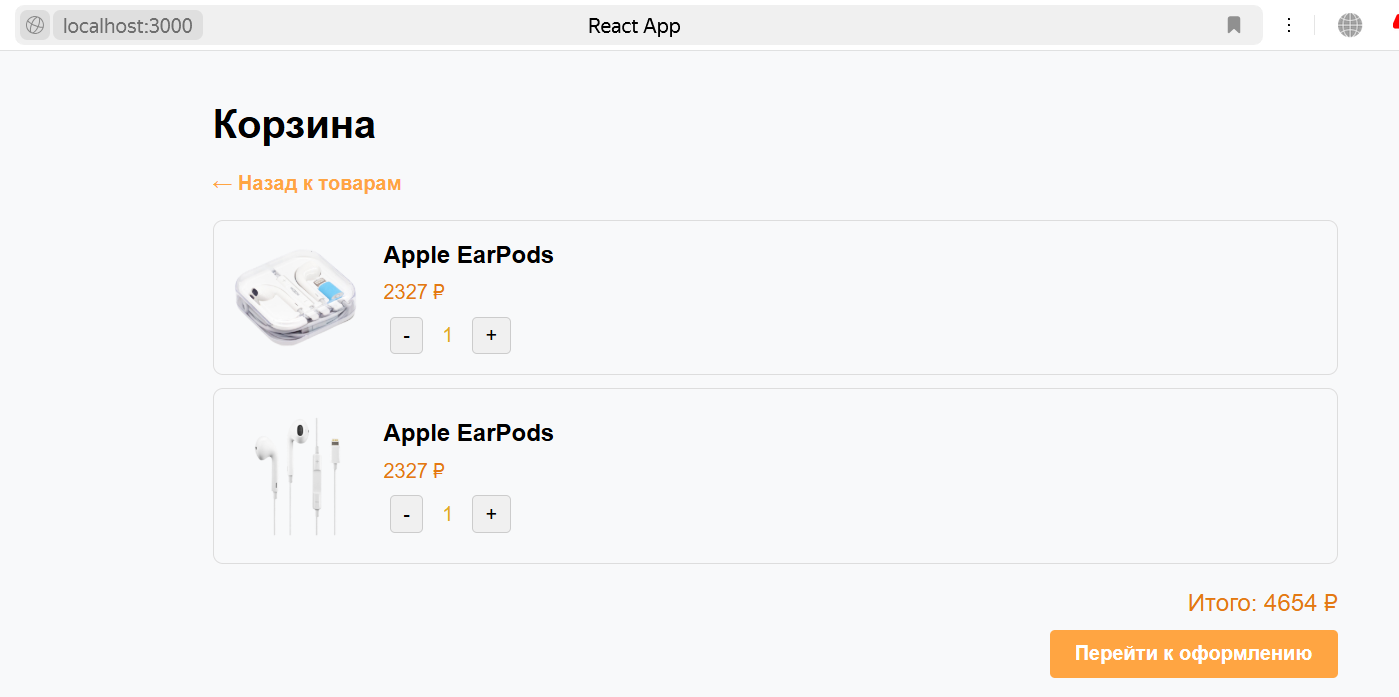 localhost:3000 React App
Корзина
← Назад к товарам
Apple EarPods
2327 ₽
- 1 +
Apple EarPods
2327 ₽
- 1 +
Итого: 4654 ₽
Перейти к оформлению